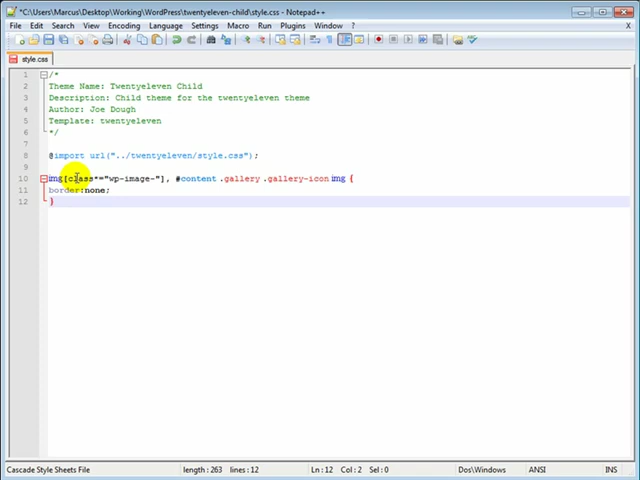 *C:\Users\Marcus\Desktop\Working\WordPress\twentyeleven-child\style.css - Notepad++
File Edit Search View Encoding Language Settings Macro Run Plugins Window ? X
style.css
1 /*
2 Theme Name: Twentyeleven Child
3 Description: Child theme for the twentyeleven theme
4 Author: Joe Dough
5 Template: twentyeleven
6 */
7
8 @import url("../twentyeleven/style.css");
9
10 img[class*="wp-image-"], #content .gallery .gallery-icon img {
11 border:none;
12 }
Cascade Style Sheets File length : 263 lines : 12 Ln : 12 Col : 2 Sel : 0 Dos\Windows ANSI INS